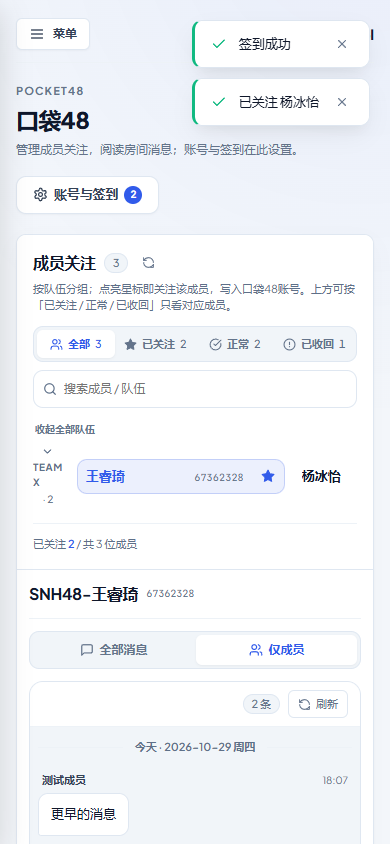 菜单
签到成功
已关注 杨冰怡
POCKET48
口袋48
管理成员关注，阅读房间消息；账号与签到在此设置。
账号与签到 2
成员关注 3
按队伍分组；点亮星标即关注该成员，写入口袋48账号。上方可按
「已关注 / 正常 / 已收回」只看对应成员。
全部 3 已关注 2 正常 2 已收回 1
搜索成员 / 队伍
收起全部队伍
TEAM
X
· 2
王睿琦 67362328
杨冰怡
已关注 2 / 共 3 位成员
SNH48-王睿琦 67362328
全部消息 仅成员
2 条 刷新
今天 · 2026-10-29 周四
测试成员 18:07
更早的消息